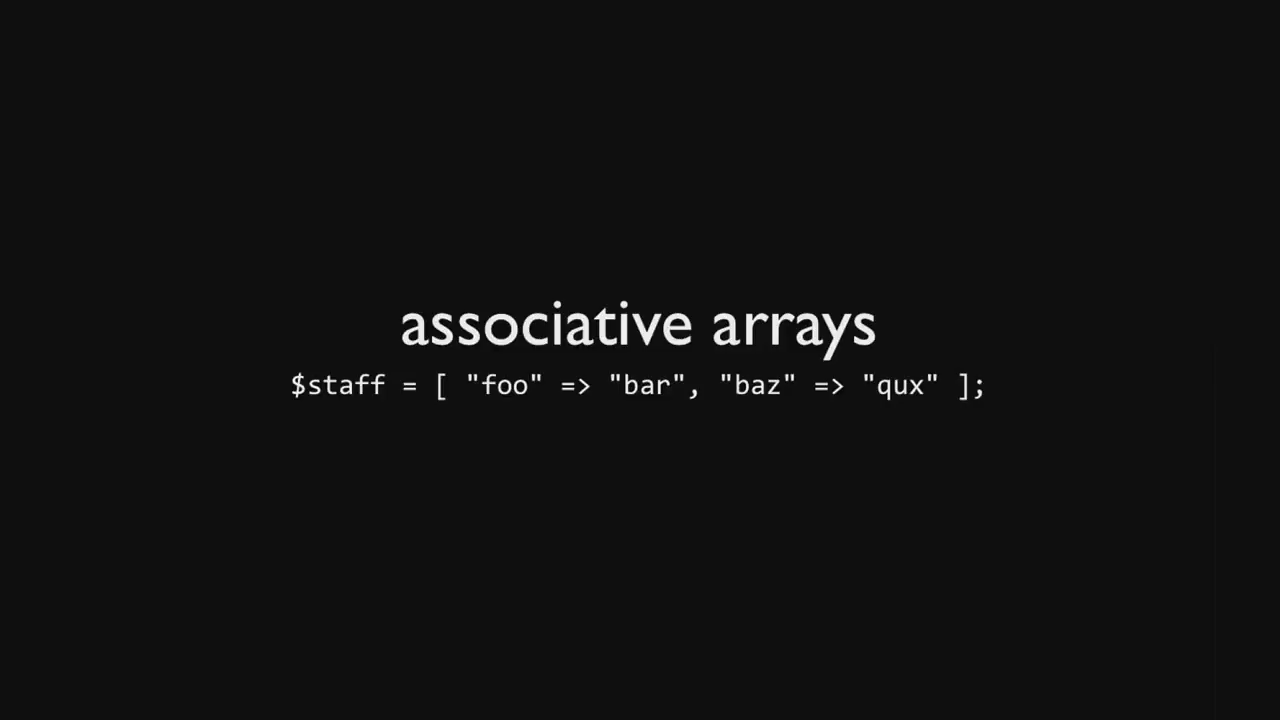 associative arrays
$staff = [ "foo" => "bar", "baz" => "qux" ];